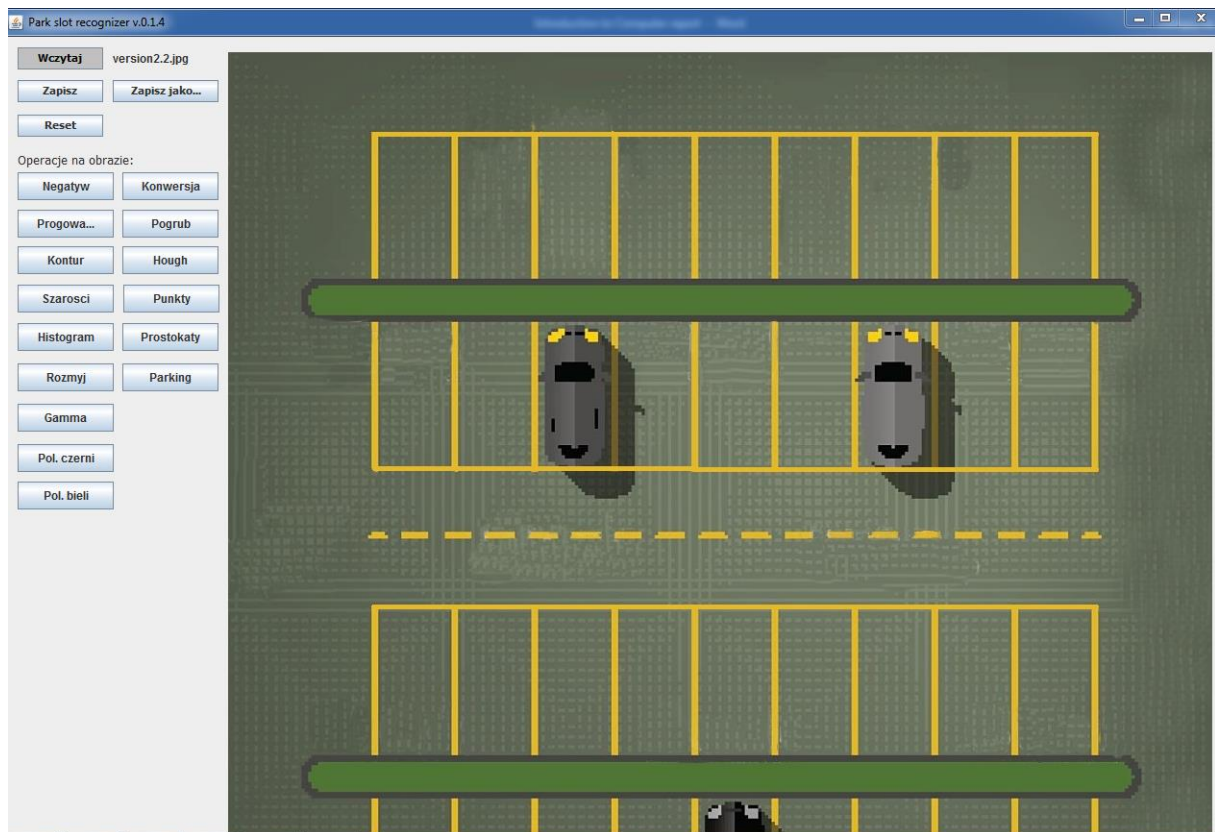 Park slot recognizer v.0.1.4
Wczytaj version2.2.jpg
Zapisz Zapisz jako...
Reset
Operacje na obrazie:
Negatyw Konwersja
Progowa... Pogrub
Kontur Hough
Szarosci Punkty
Histogram Prostokaty
Rozmyj Parking
Gamma
Pol. czerni
Pol. bieli